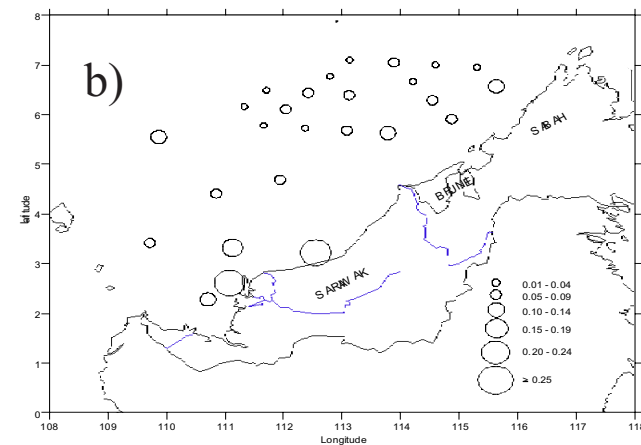 8
7
6
5
4
3
2
1
0
latitude
b)
SABAH
BRUNEI
SARAWAK
0.01 - 0.04
0.05 - 0.09
0.10 - 0.14
0.15 - 0.19
0.20 - 0.24
≥ 0.25
108 109 110 111 112 113 114 115 116 117 118
Longitude